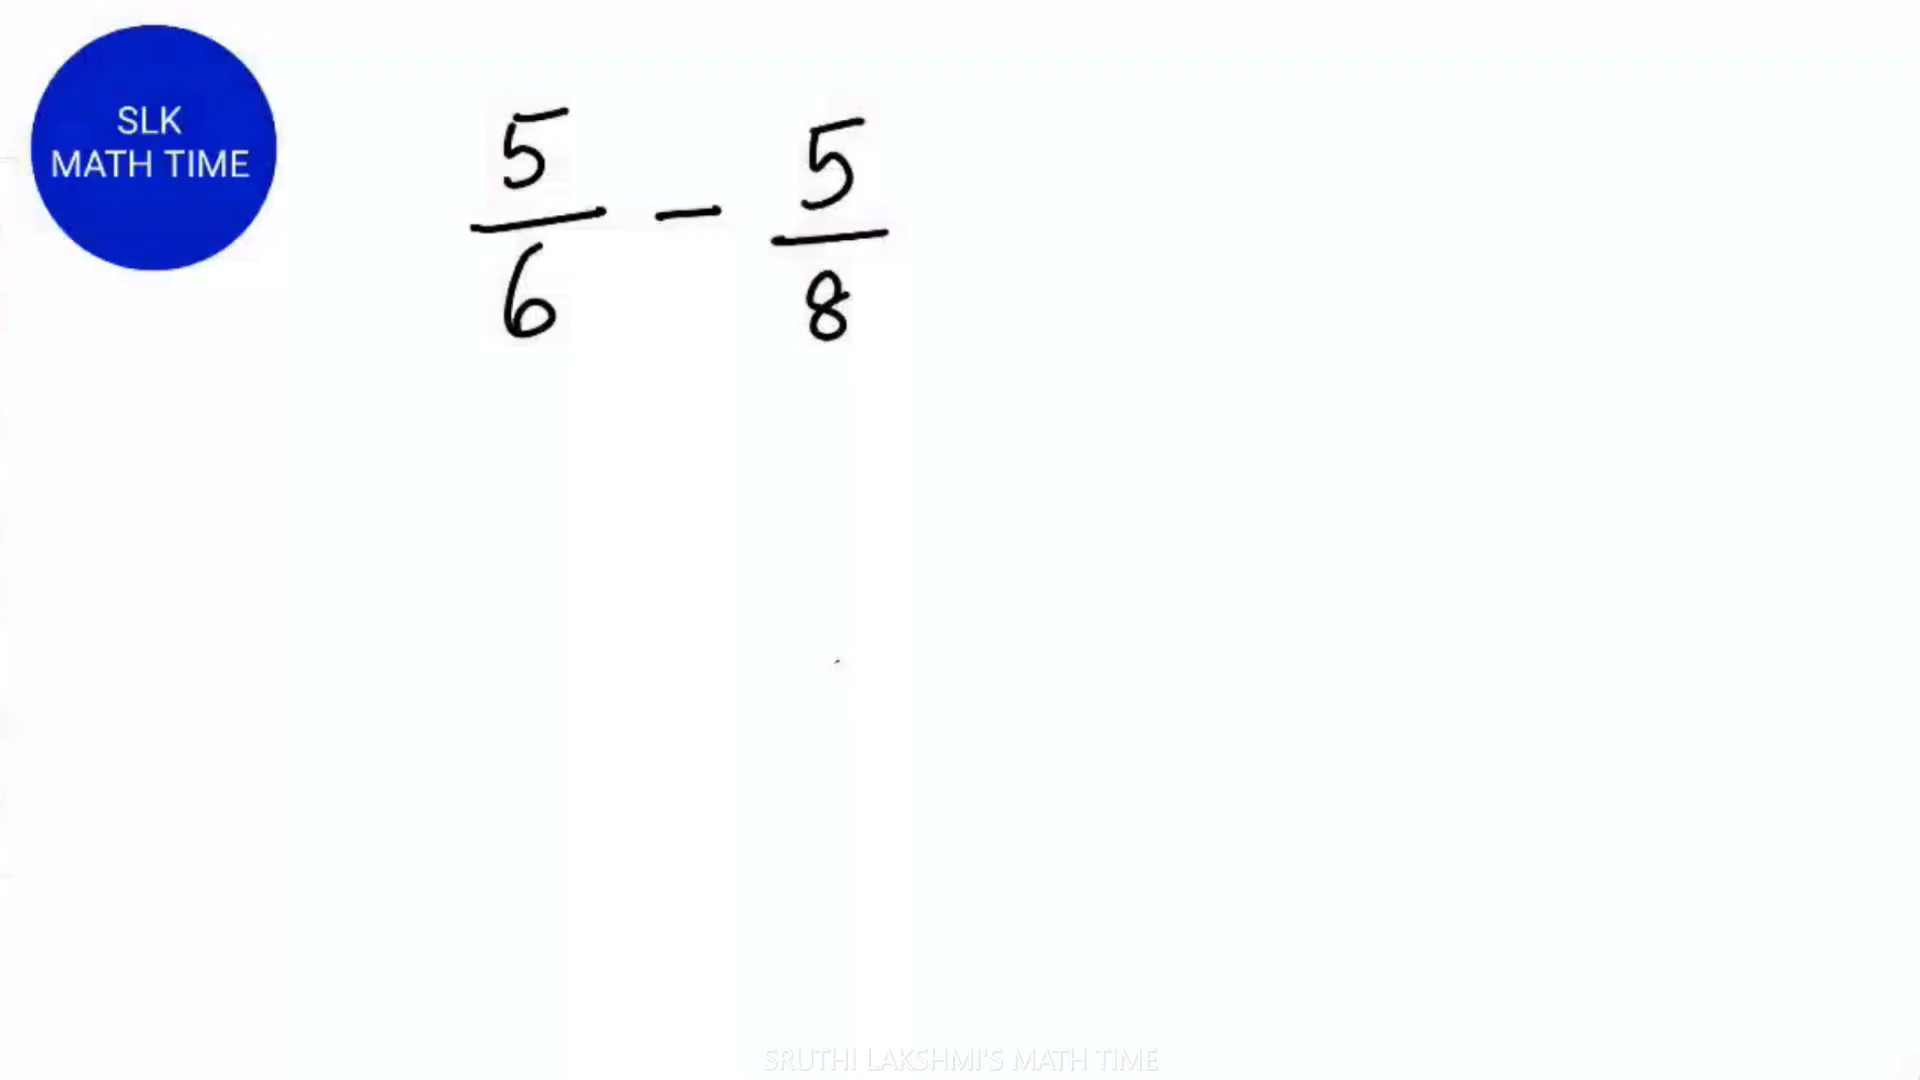 SLK
MATH TIME
5/6 - 5/8
SRUTHI LAKSHMI'S MATH TIME